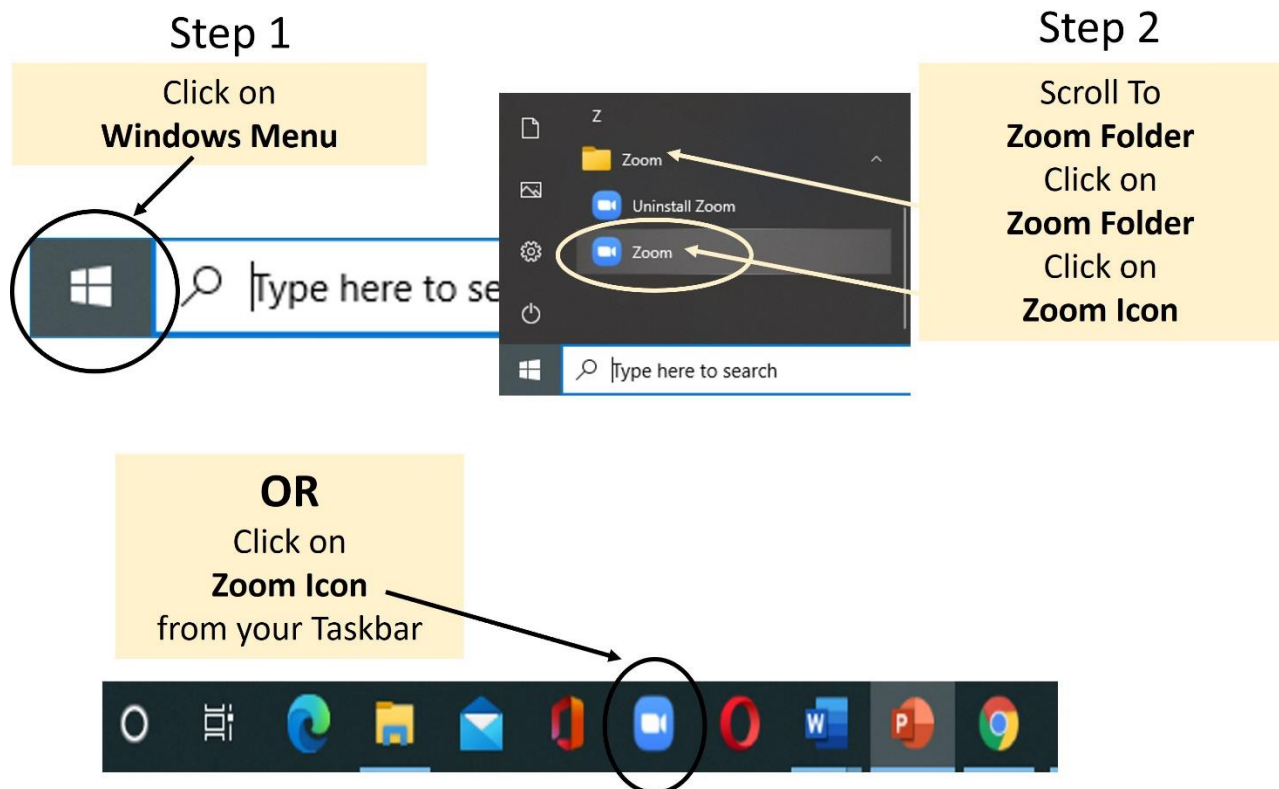 Step 1
Click on
Windows Menu
Type here to se
Z
Zoom
Uninstall Zoom
Zoom
Type here to search
Step 2
Scroll To
Zoom Folder
Click on
Zoom Folder
Click on
Zoom Icon
OR
Click on
Zoom Icon
from your Taskbar
W
P